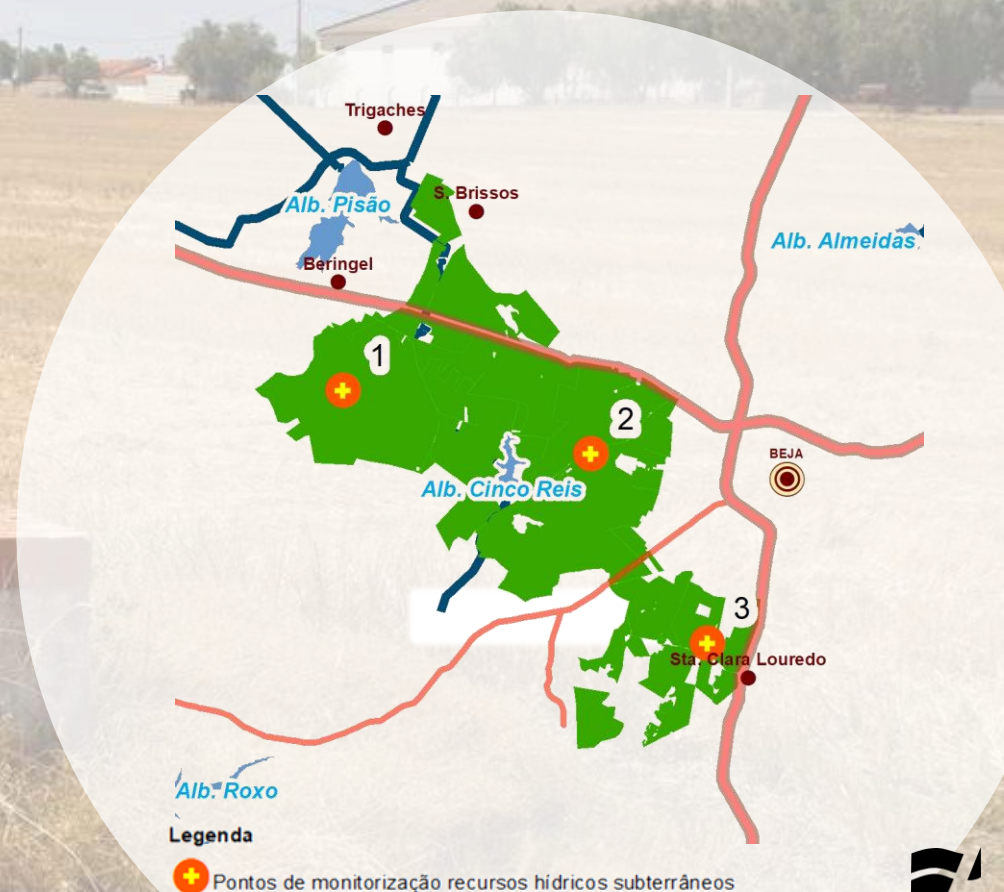 Trigaches
Alb. Pisão
S. Brissos
Alb. Almeidas
Beringel
1
2
BEJA
Alb. Cinco Reis
3
Sta. Clara Louredo
Alb. Roxo
Legenda
Pontos de monitorização recursos hídricos subterrâneos